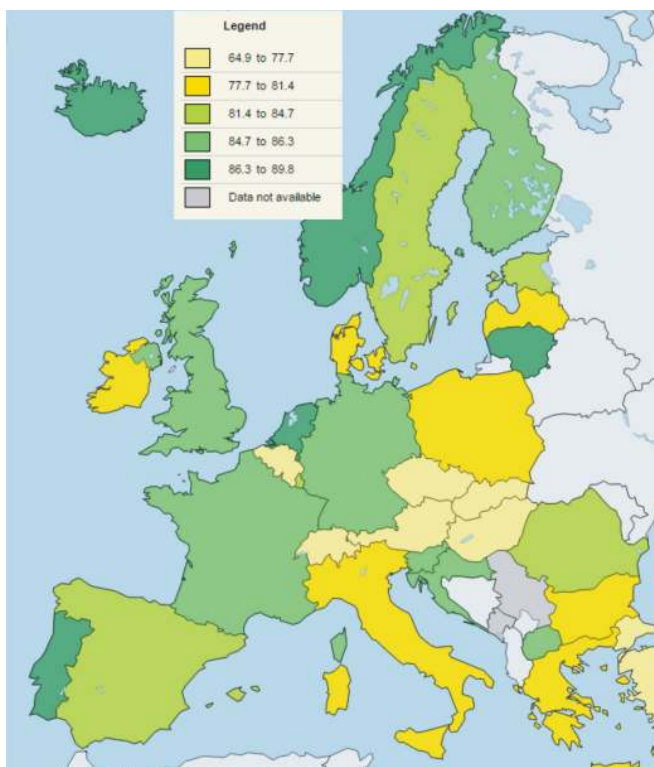 Legend
64.9 to 77.7
77.7 to 81.4
81.4 to 84.7
84.7 to 86.3
86.3 to 89.8
Data not available